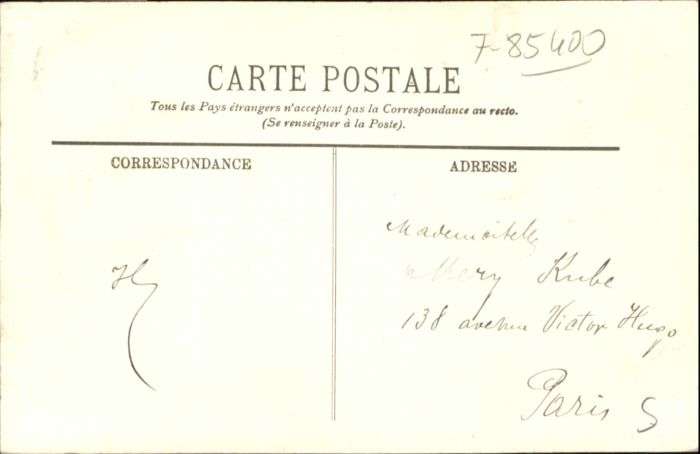 7-85400
CARTE POSTALE
Tous les Pays étrangers n'acceptent pas la Correspondance au recto.
(Se renseigner à la Poste).
CORRESPONDANCE
ADRESSE
Mademoiselle
Mery Kube
138 avenue Victor Hugo
Paris